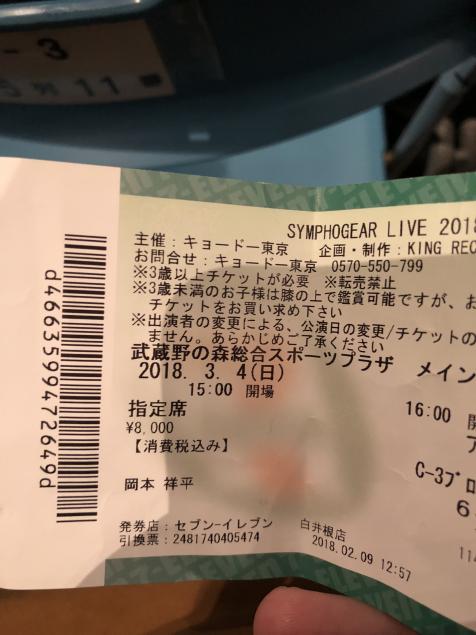 -3
11
SYMPHOGEAR LIVE 2018
主催：キョードー東京 企画・制作：KING REC
お問合せ：キョードー東京 0570-550-799
※3歳以上チケットが必要 ※転売禁止
※3歳未満のお子様は膝の上で鑑賞可能ですが、お
チケットをお買い求め下さい
※出演者の変更による、公演日の変更/チケットの
ません。あらかじめご了承ください
武蔵野の森総合スポーツプラザ メイン
2018. 3. 4(日)
15:00 開場
16:00 開
指定席
¥8,000
【消費税込み】
C-3ブロ
6
岡本 祥平
発券店：セブン-イレブン 白井根店
引換票：2481740405474 2018.02.09 12:57
d4663599472649d